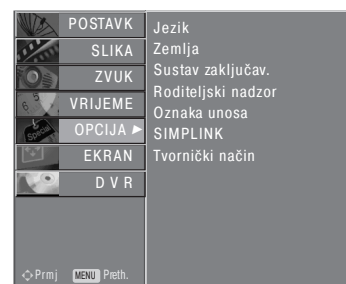 POSTAVK
SLIKA
ZVUK
VRIJEME
OPCIJA
EKRAN
D V R
Prmj MENU Preth.
Jezik
Zemlja
Sustav zaključav.
Roditeljski nadzor
Oznaka unosa
SIMPLINK
Tvornički način